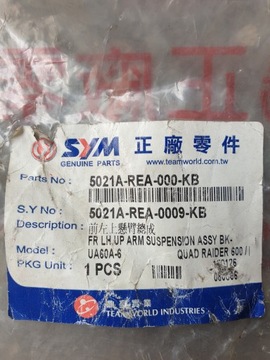 SYM 正廠零件
GENUINE PARTS www.teamworld.com.tw
Parts No : 5021A-REA-000-KB
S.Y No : 5021A-REA-0009-KB
Description : 前左上懸臂總成
FR LH,UP ARM SUSPENSION ASSY BK-
Model : UA60A-6 QUAD RAIDER 600 /
PKG Unit : 1 PCS
TEAM WORLD INDUSTRIES